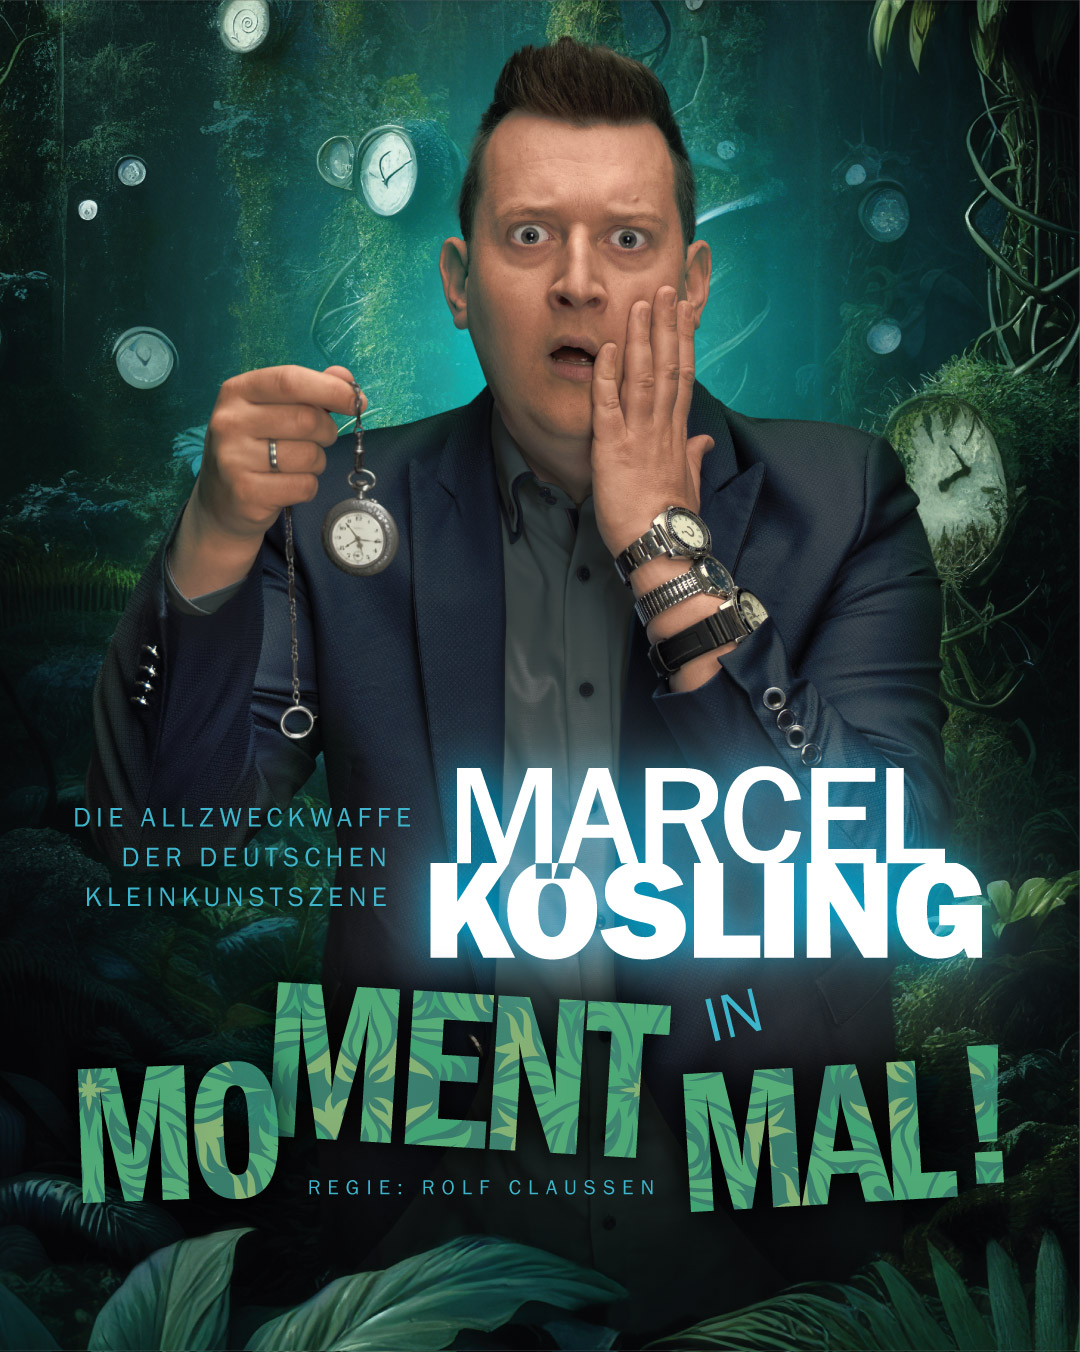 DIE ALLZWECKWAFFE
DER DEUTSCHEN
KLEINKUNSTSZENE
MARCEL
KÖSLING
IN
MOMENT MAL!
REGIE: ROLF CLAUSSEN